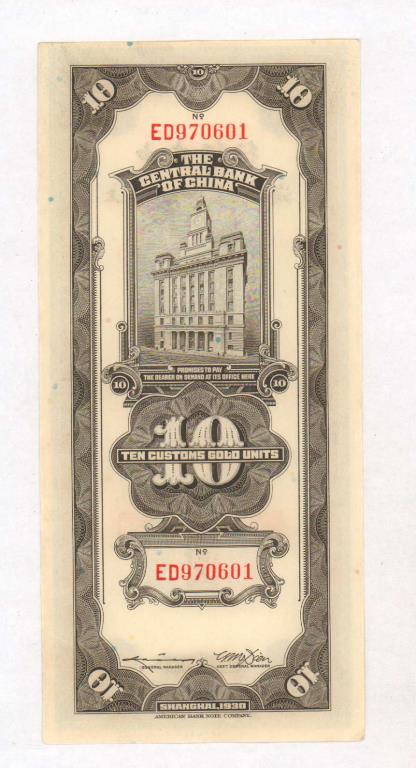 10 10 10
Nº
ED970601
THE
CENTRAL BANK
OF CHINA
PROMISES TO PAY
THE BEARER ON DEMAND AT ITS OFFICE HERE
10 10
10
TEN CUSTOMS GOLD UNITS
Nº
ED970601
GENERAL MANAGER ASS'T GENERAL MANAGER
10 10
SHANGHAI, 1930
AMERICAN BANK NOTE COMPANY.